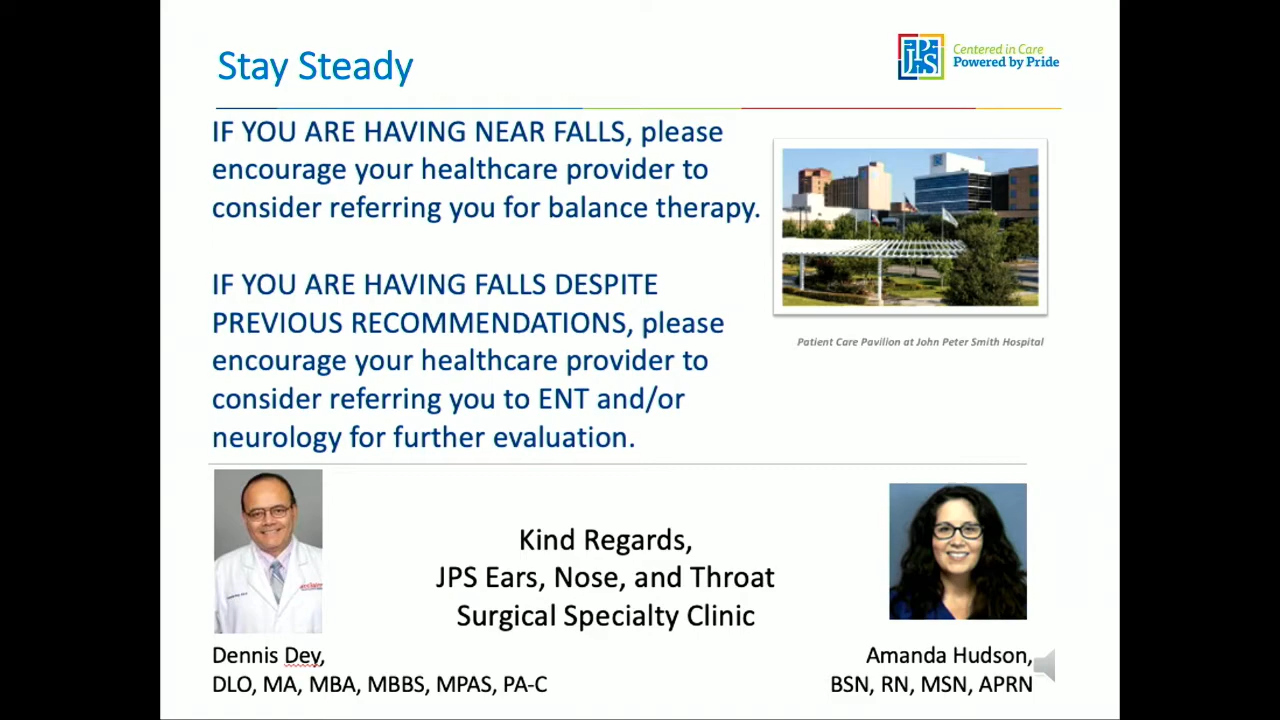 Stay Steady
JPS
Centered in Care
Powered by Pride
IF YOU ARE HAVING NEAR FALLS, please
encourage your healthcare provider to
consider referring you for balance therapy.
IF YOU ARE HAVING FALLS DESPITE
PREVIOUS RECOMMENDATIONS, please
encourage your healthcare provider to
consider referring you to ENT and/or
neurology for further evaluation.
Patient Care Pavilion at John Peter Smith Hospital
Kind Regards,
JPS Ears, Nose, and Throat
Surgical Specialty Clinic
Dennis Dey,
DLO, MA, MBA, MBBS, MPAS, PA-C
Amanda Hudson,
BSN, RN, MSN, APRN